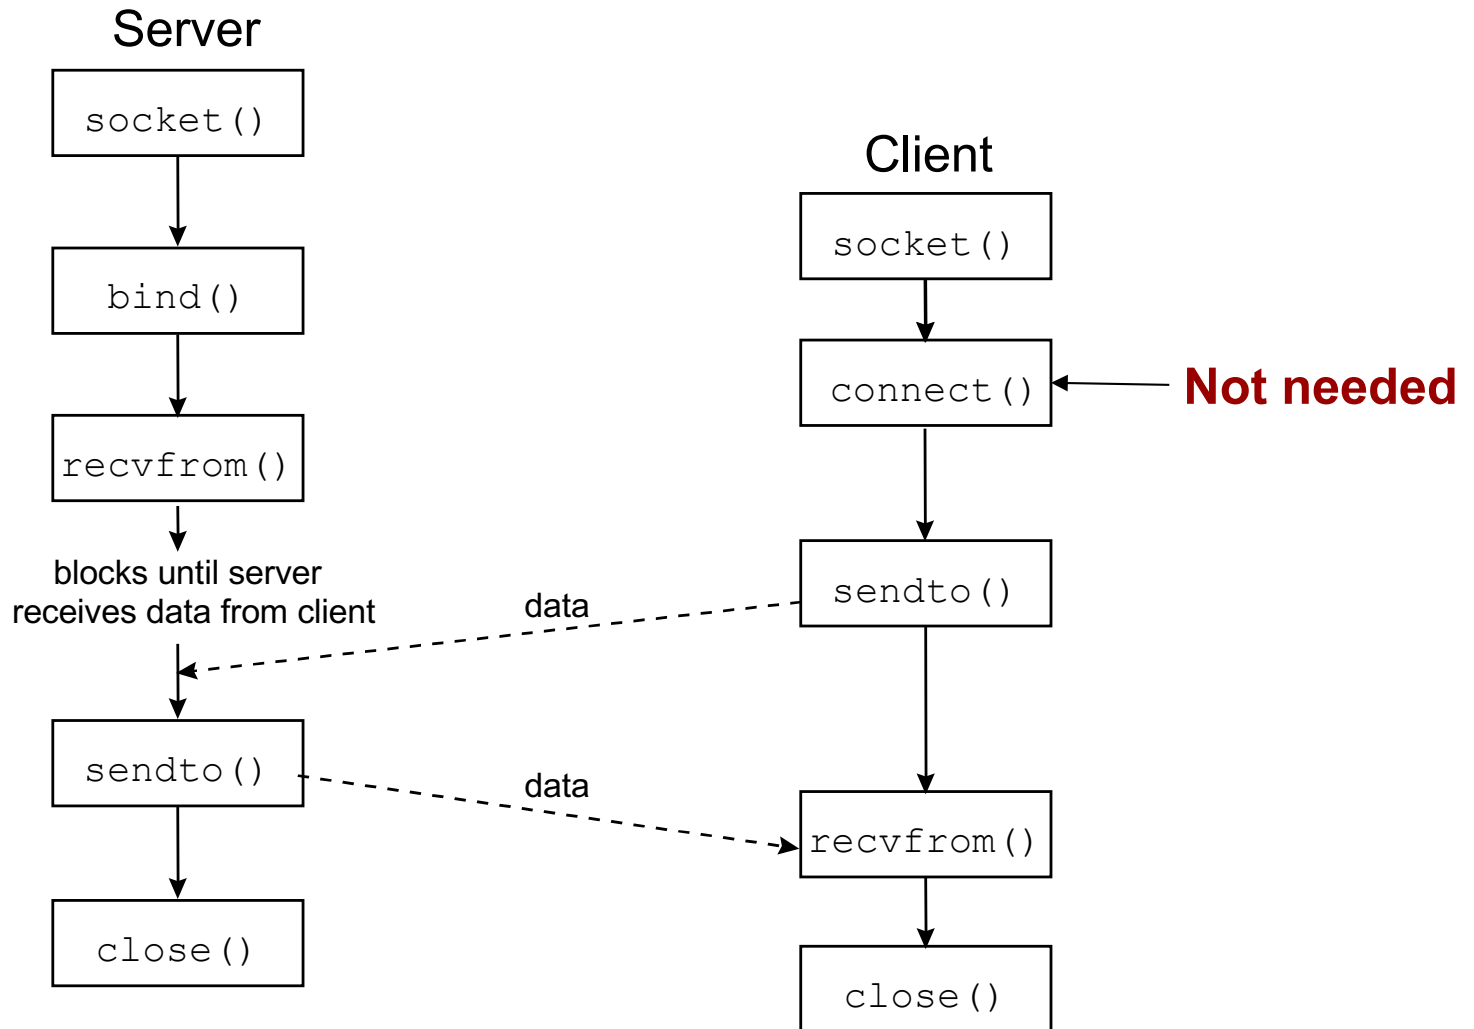 Server
socket()
bind()
recvfrom()
blocks until server
receives data from client
sendto()
close()
data
data
Client
socket()
connect()
Not needed
sendto()
recvfrom()
close()